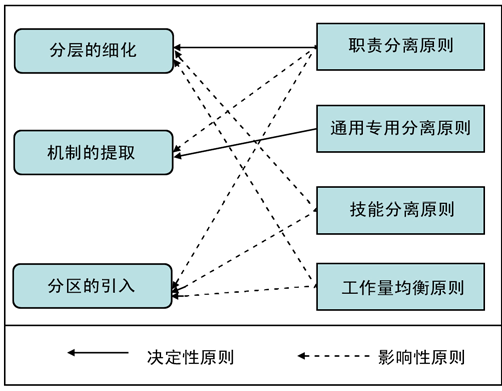 分层的细化
职责分离原则
机制的提取
通用专用分离原则
技能分离原则
分区的引入
工作量均衡原则
决定性原则
影响性原则